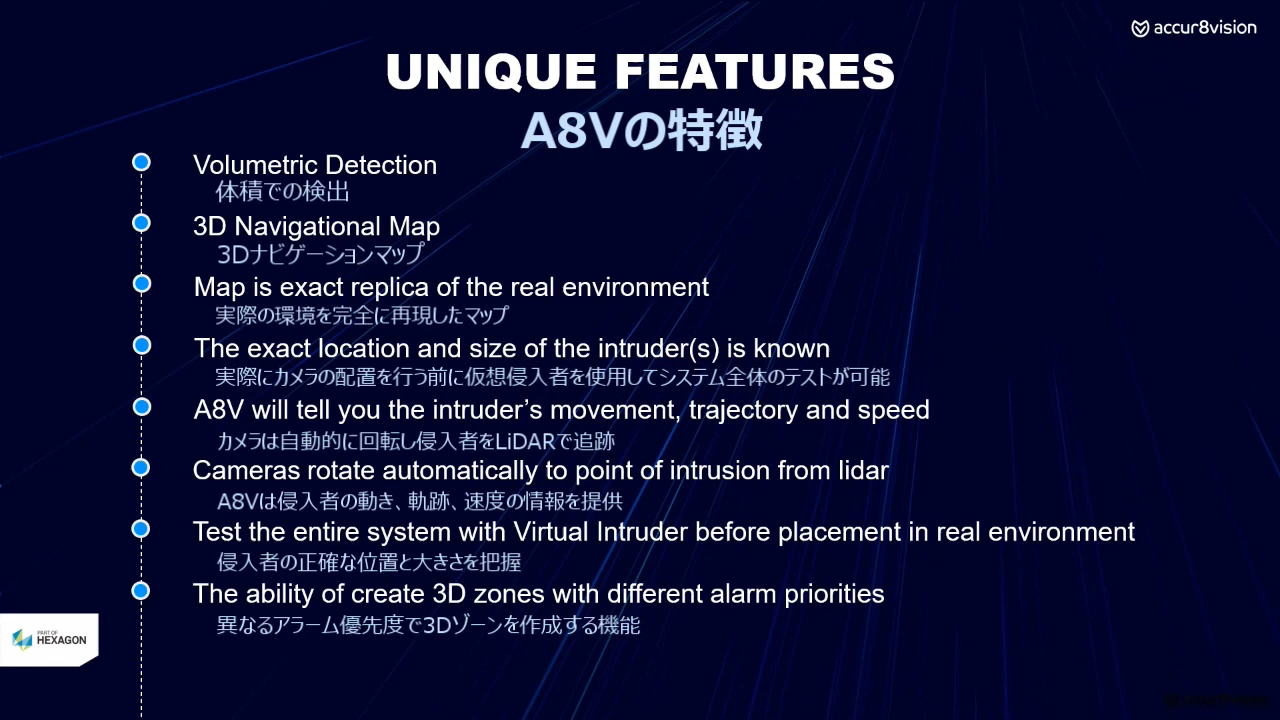 accur8vision
UNIQUE FEATURES
A8Vの特徴
Volumetric Detection
体積での検出
3D Navigational Map
3Dナビゲーションマップ
Map is exact replica of the real environment
実際の環境を完全に再現したマップ
The exact location and size of the intruder(s) is known
実際にカメラの配置を行う前に仮想侵入者を使用してシステム全体のテストが可能
A8V will tell you the intruder’s movement, trajectory and speed
カメラは自動的に回転し侵入者をLiDARで追跡
Cameras rotate automatically to point of intrusion from lidar
A8Vは侵入者の動き、軌跡、速度の情報を提供
Test the entire system with Virtual Intruder before placement in real environment
侵入者の正確な位置と大きさを把握
The ability of create 3D zones with different alarm priorities
異なるアラーム優先度で3Dゾーンを作成する機能
PART OF
HEXAGON